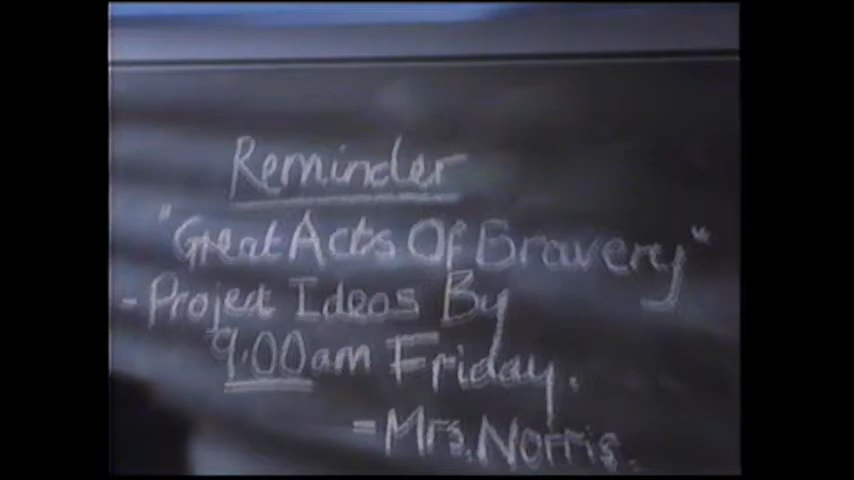 Reminder
"Great Acts Of Bravery"
- Project Ideas By
9.00am Friday.
= Mrs. Norris.